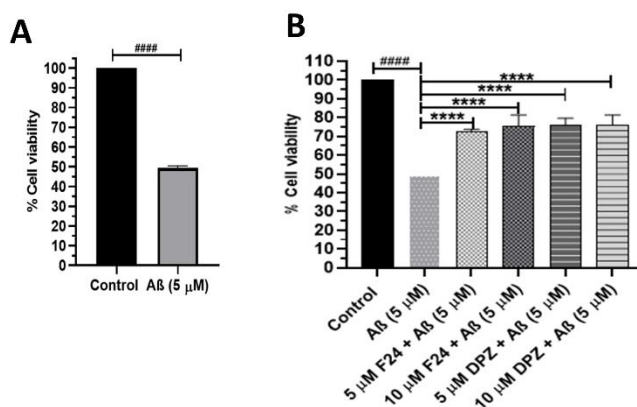 A
####
% Cell viability
100
90
80
70
60
50
40
30
20
10
0
Control
Aß (5 µM)
B
####
****
****
****
****
% Cell viability
110
100
90
80
70
60
50
40
30
20
10
0
Control
Aß (5 µM)
5 µM F24 + Aß (5 µM)
10 µM F24 + Aß (5 µM)
5 µM DPZ + Aß (5 µM)
10 µM DPZ + Aß (5 µM)